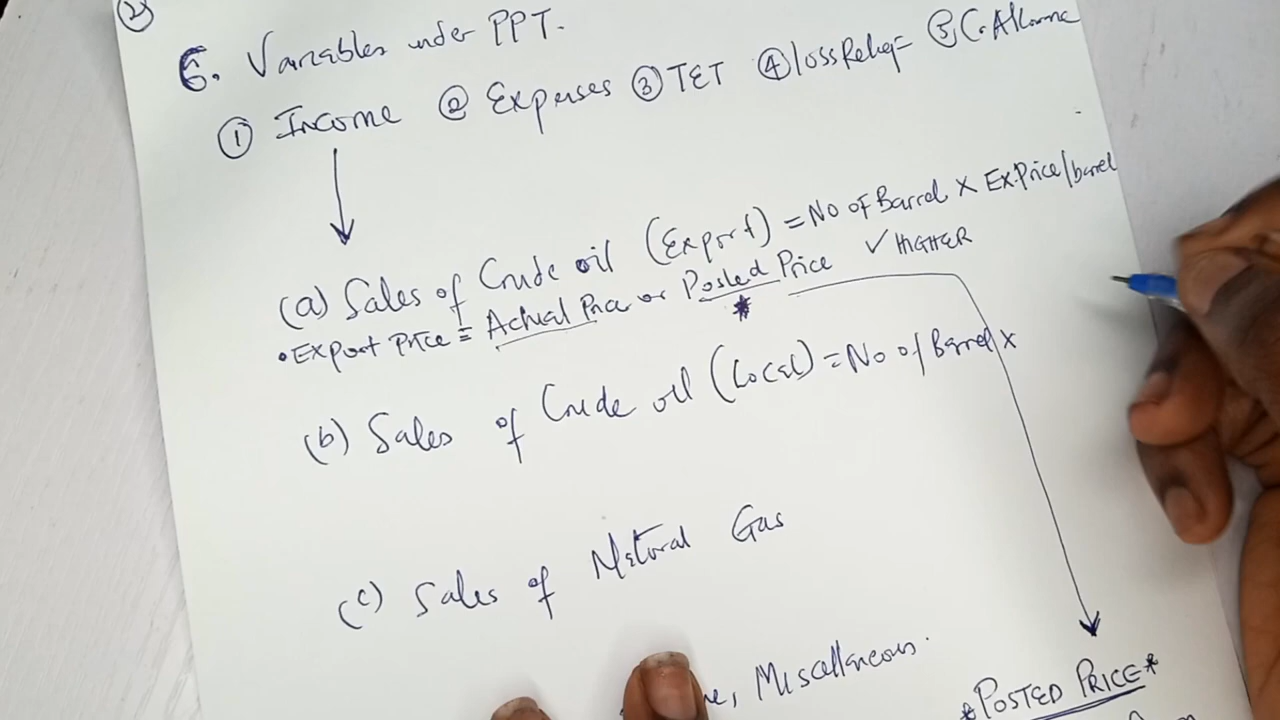 (2)
6. Variables under PPT.
① Income ② Expenses ③ TET ④ loss Relief ⑤ C. Allowance
(a) Sales of Crude oil (Export) = No of Barrel X Ex.Price/barrel
• Export Price = Actual Price or Posted Price ✓ HIGHER
*
(b) Sales of Crude oil (Local) = No of Barrel x
(c) Sales of Natural Gas
, Miscellaneous.
*POSTED PRICE*